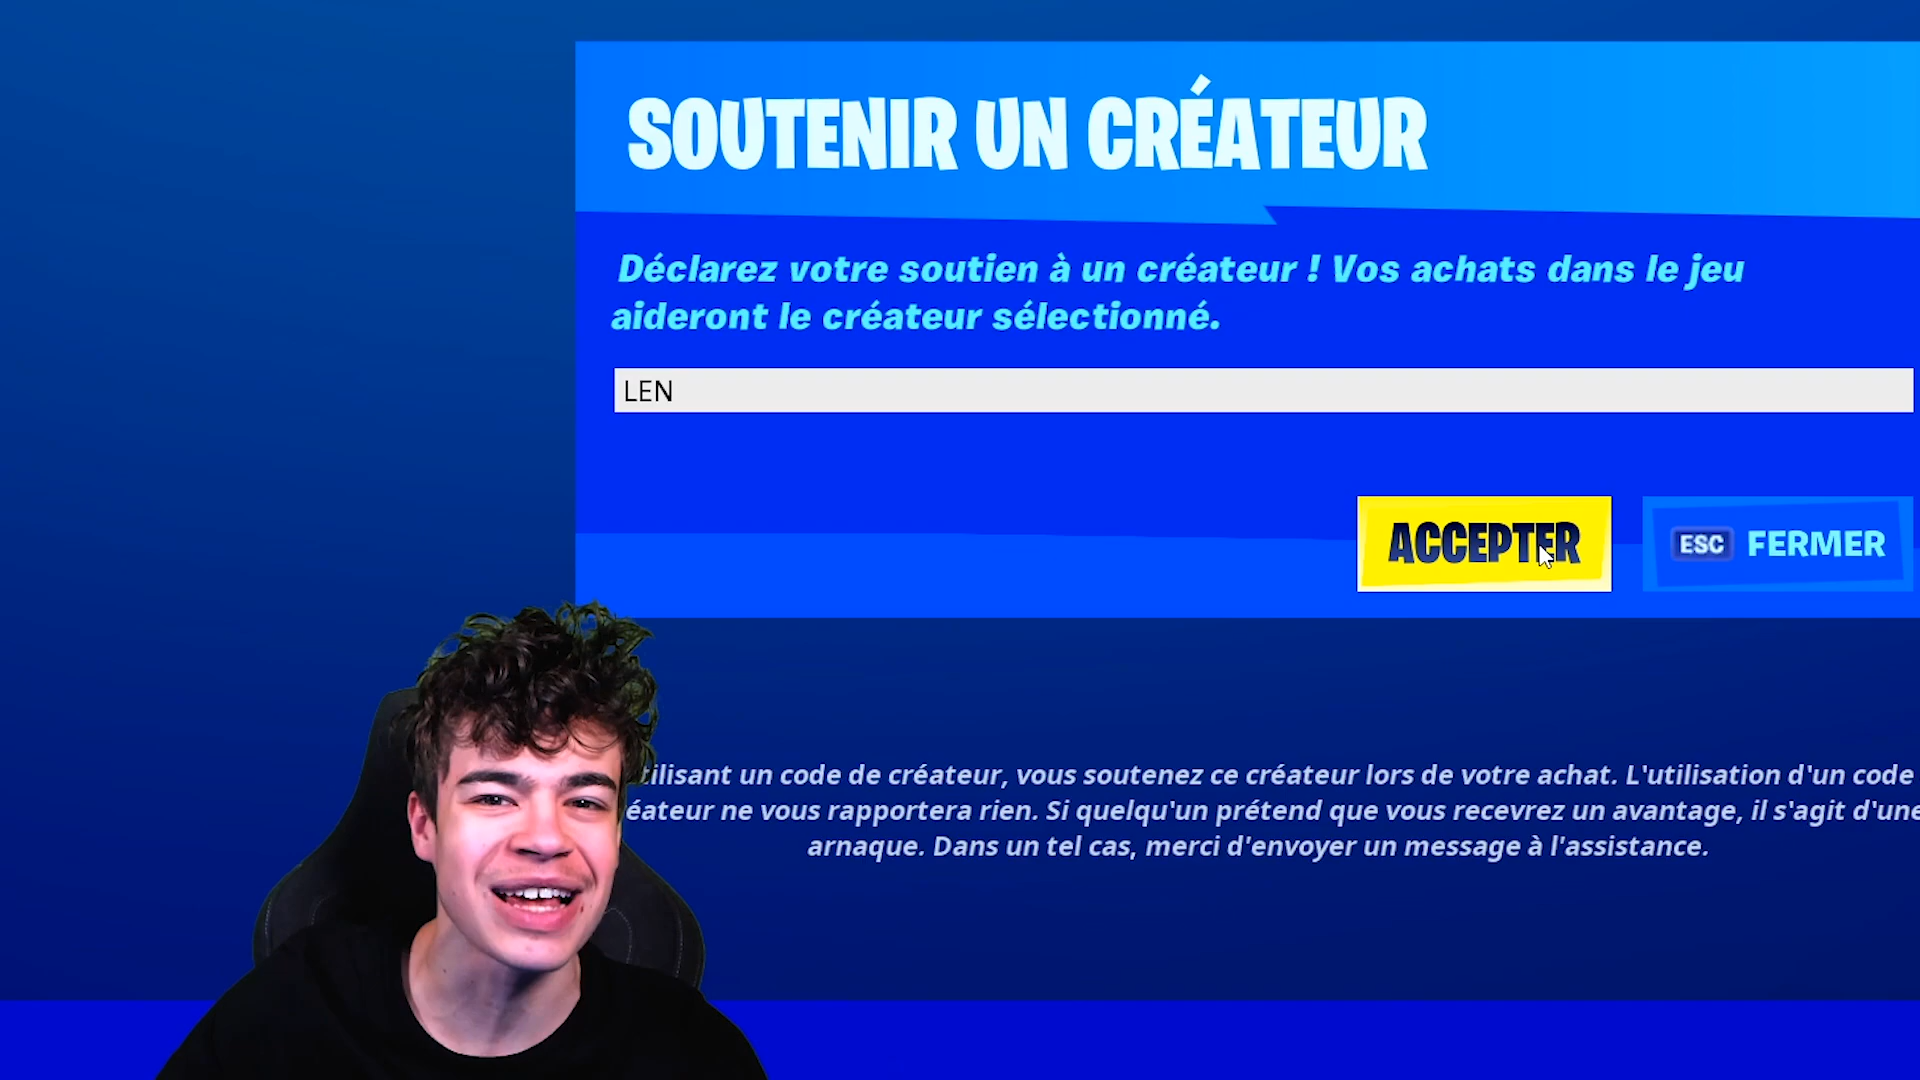 SOUTENIR UN CRÉATEUR
Déclarez votre soutien à un créateur ! Vos achats dans le jeu
aideront le créateur sélectionné.
LEN
ACCEPTER
ESC FERMER
un code de créateur, vous soutenez ce créateur lors de votre achat. L'utilisation d'un code
ne vous rapportera rien. Si quelqu'un prétend que vous recevrez un avantage, il s'agit d'une
arnaque. Dans un tel cas, merci d'envoyer un message à l'assistance.